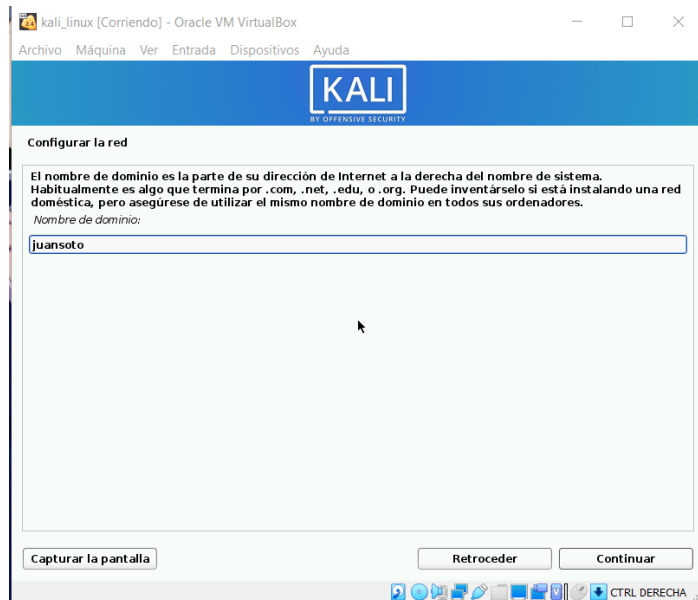 kali_linux [Corriendo] - Oracle VM VirtualBox
Archivo Máquina Ver Entrada Dispositivos Ayuda
KALI
BY OFFENSIVE SECURITY
Configurar la red
El nombre de dominio es la parte de su dirección de Internet a la derecha del nombre de sistema.
Habitualmente es algo que termina por .com, .net, .edu, o .org. Puede inventárselo si está instalando una red
doméstica, pero asegúrese de utilizar el mismo nombre de dominio en todos sus ordenadores.
Nombre de dominio:
juansoto
Capturar la pantalla Retroceder Continuar
CTRL DERECHA